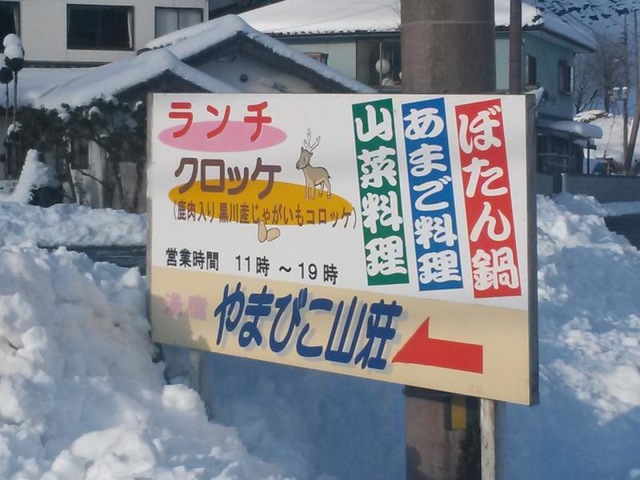 ランチ
クロッケ
(鹿肉入り黒川産じゃがいもコロッケ)
営業時間 11時～19時
山菜料理
あまご料理
ぼたん鍋
やまびこ山荘